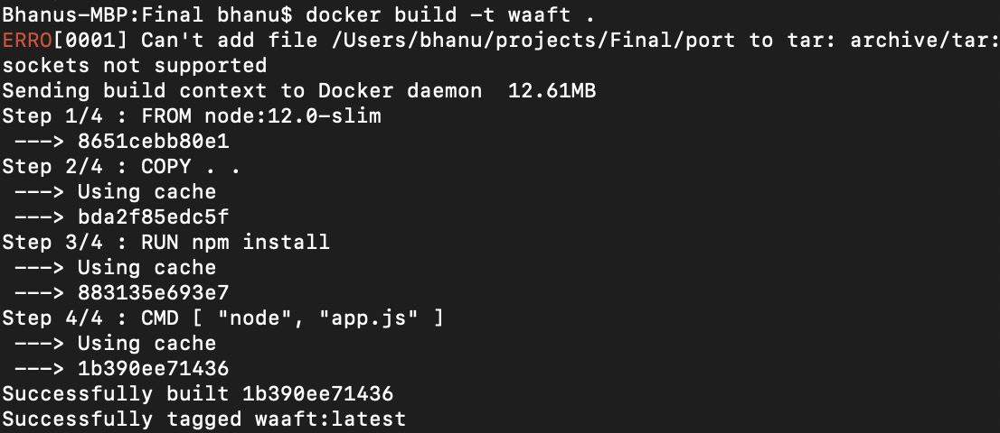 Bhanus-MBP:Final bhanu$ docker build -t waaft .
ERRO[0001] Can't add file /Users/bhanu/projects/Final/port to tar: archive/tar:
sockets not supported
Sending build context to Docker daemon  12.61MB
Step 1/4 : FROM node:12.0-slim
 ---> 8651cebb80e1
Step 2/4 : COPY . .
 ---> Using cache
 ---> bda2f85edc5f
Step 3/4 : RUN npm install
 ---> Using cache
 ---> 883135e693e7
Step 4/4 : CMD [ "node", "app.js" ]
 ---> Using cache
 ---> 1b390ee71436
Successfully built 1b390ee71436
Successfully tagged waaft:latest